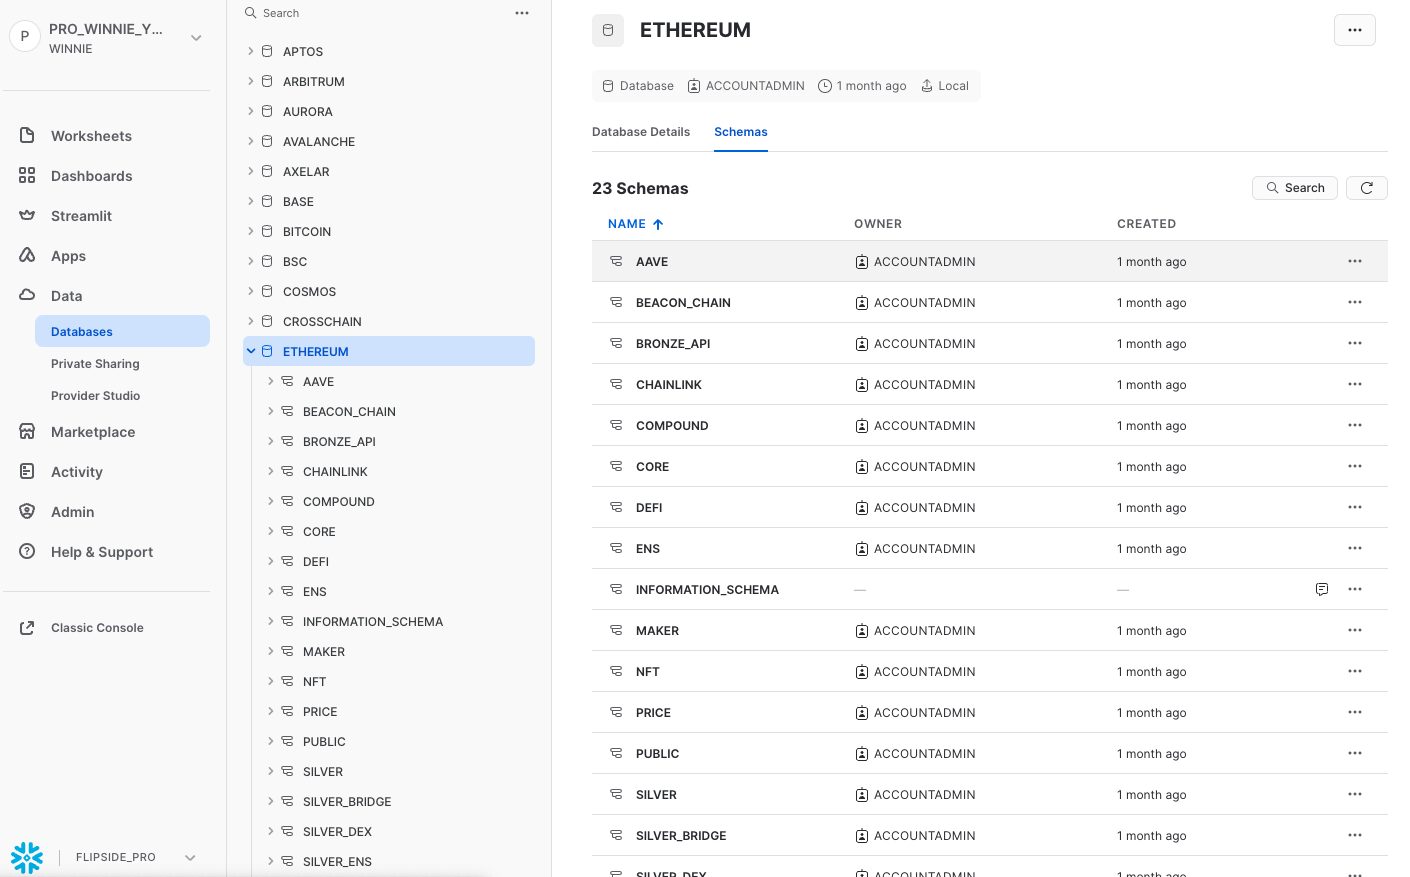 P
PRO_WINNIE_Y...
WINNIE
Worksheets
Dashboards
Streamlit
Apps
Data
Databases
Private Sharing
Provider Studio
Marketplace
Activity
Admin
Help & Support
Classic Console
FLIPSIDE_PRO
Search
APTOS
ARBITRUM
AURORA
AVALANCHE
AXELAR
BASE
BITCOIN
BSC
COSMOS
CROSSCHAIN
ETHEREUM
AAVE
BEACON_CHAIN
BRONZE_API
CHAINLINK
COMPOUND
CORE
DEFI
ENS
INFORMATION_SCHEMA
MAKER
NFT
PRICE
PUBLIC
SILVER
SILVER_BRIDGE
SILVER_DEX
SILVER_ENS
ETHEREUM
Database ACCOUNTADMIN 1 month ago Local
Database Details Schemas
23 Schemas Search
NAME OWNER CREATED
AAVE ACCOUNTADMIN 1 month ago
BEACON_CHAIN ACCOUNTADMIN 1 month ago
BRONZE_API ACCOUNTADMIN 1 month ago
CHAINLINK ACCOUNTADMIN 1 month ago
COMPOUND ACCOUNTADMIN 1 month ago
CORE ACCOUNTADMIN 1 month ago
DEFI ACCOUNTADMIN 1 month ago
ENS ACCOUNTADMIN 1 month ago
INFORMATION_SCHEMA — —
MAKER ACCOUNTADMIN 1 month ago
NFT ACCOUNTADMIN 1 month ago
PRICE ACCOUNTADMIN 1 month ago
PUBLIC ACCOUNTADMIN 1 month ago
SILVER ACCOUNTADMIN 1 month ago
SILVER_BRIDGE ACCOUNTADMIN 1 month ago
SILVER_DEX ACCOUNTADMIN 1 month ago